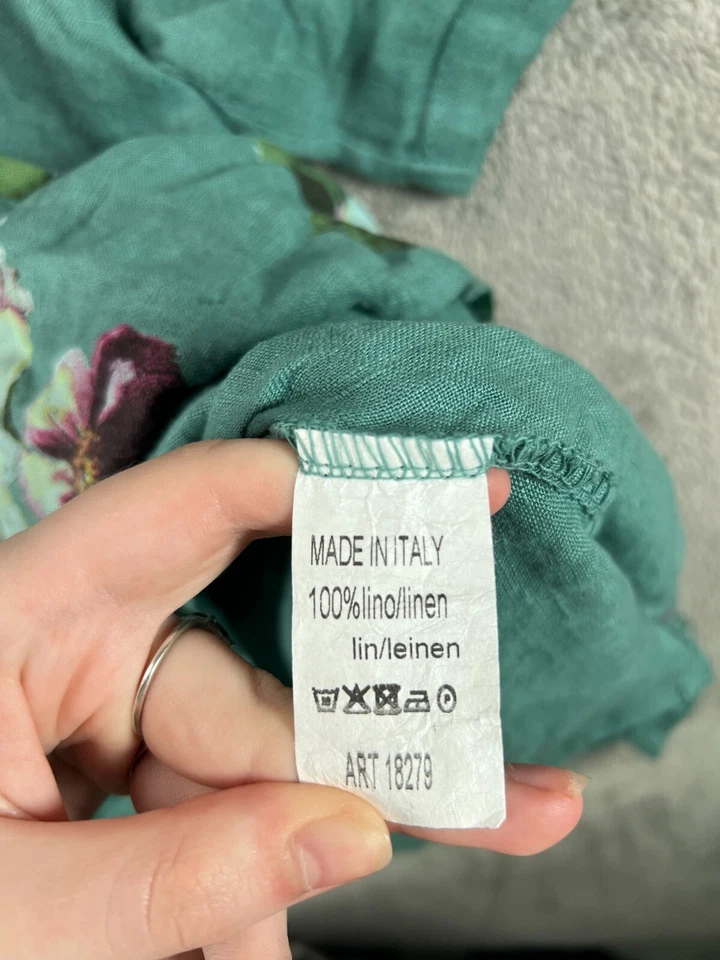 MADE IN ITALY
100%lino/linen
lin/leinen
ART 18279